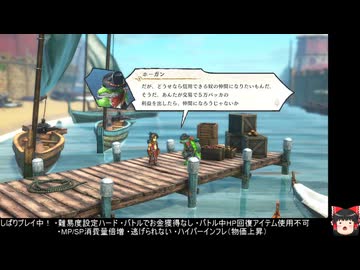 ホーガン
だが、どうせなら信用できる奴の仲間になりたいもんだ。
そうだ、あんたが交易で５万バッカの
利益を出したら、仲間になろうじゃないか
しばりプレイ中！・難易度設定ハード・バトルでお金獲得なし・バトル中HP回復アイテム使用不可
・MP/SP消費量倍増・逃げられない・ハイパーインフレ(物価上昇)